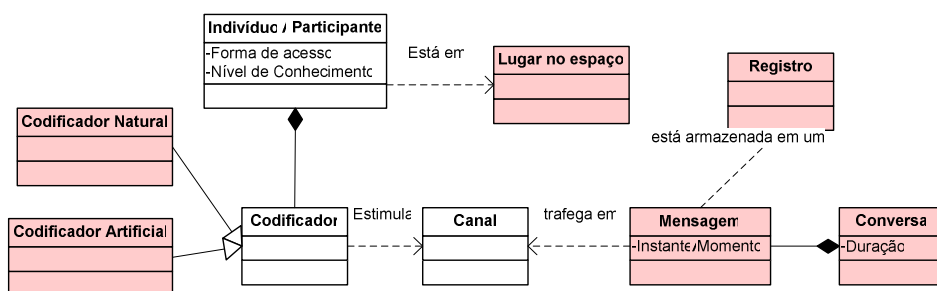 Indivíduo / Participante
-Forma de acesso
-Nível de Conhecimento
Está em
Lugar no espaço
Registro
está armazenada em um
Codificador Natural
Codificador Artificial
Codificador
Estimula
Canal
trafega em
Mensagem
-Instante/Momento
Conversa
-Duração